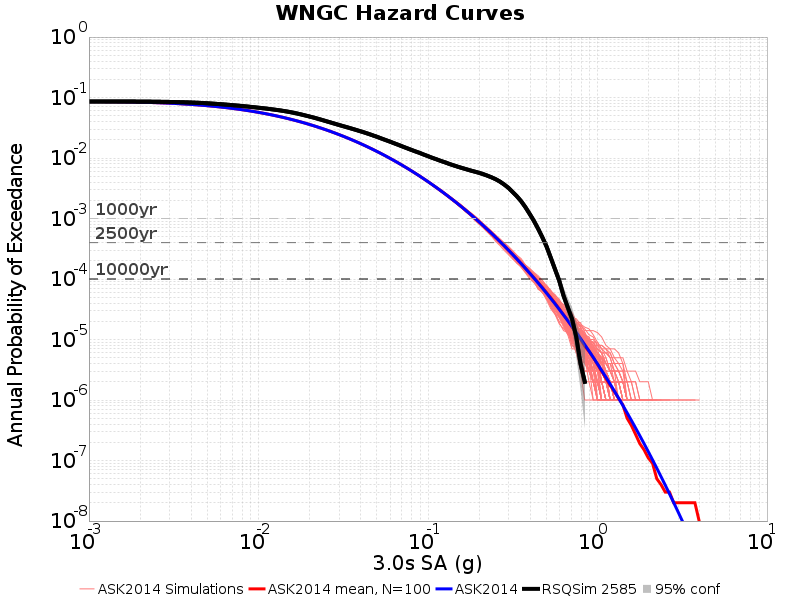 WNGC Hazard Curves
10^0
10^-1
10^-2
10^-3
10^-4
10^-5
10^-6
10^-7
10^-8
Annual Probability of Exceedance
1000yr
2500yr
10000yr
10^-3 10^-2 10^-1 10^0 10^1
3.0s SA (g)
ASK2014 Simulations ASK2014 mean, N=100 ASK2014 RSQSim 2585 95% conf